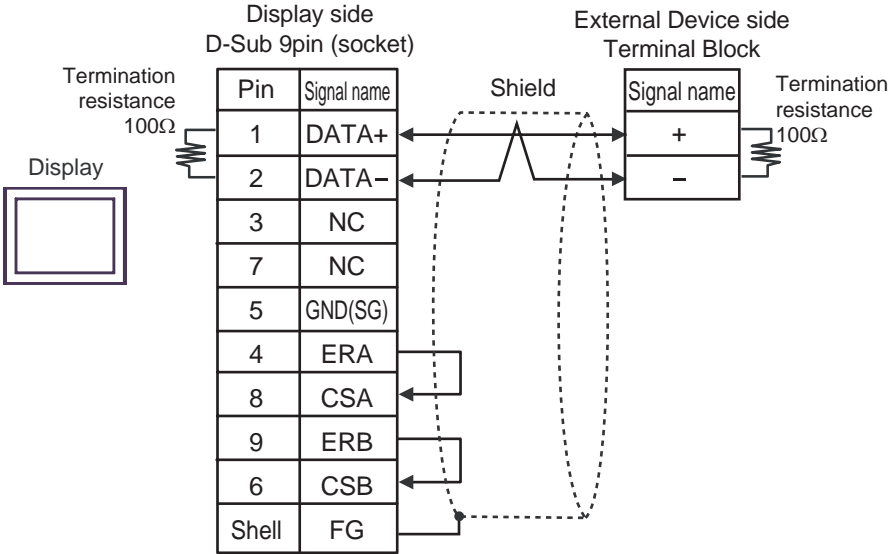 Display side
D-Sub 9pin (socket)
External Device side
Terminal Block
Termination
resistance
100Ω
Display
Pin Signal name
1 DATA+
2 DATA−
3 NC
7 NC
5 GND(SG)
4 ERA
8 CSA
9 ERB
6 CSB
Shell FG
Shield
Signal name
+
−
Termination
resistance
100Ω